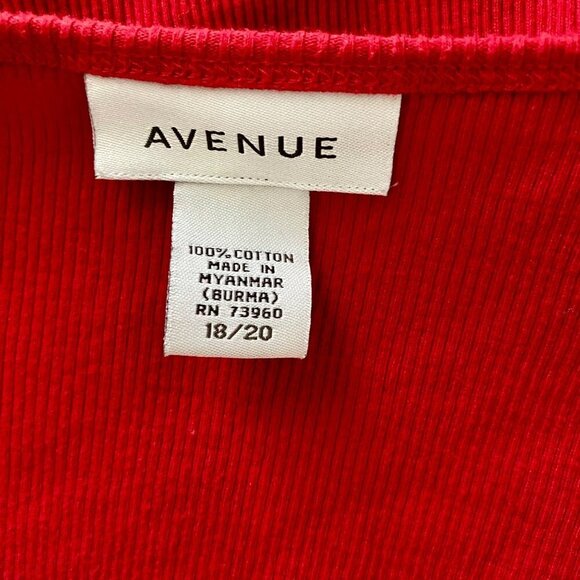 AVENUE
100% COTTON
MADE IN
MYANMAR
(BURMA)
RN 73960
18/20